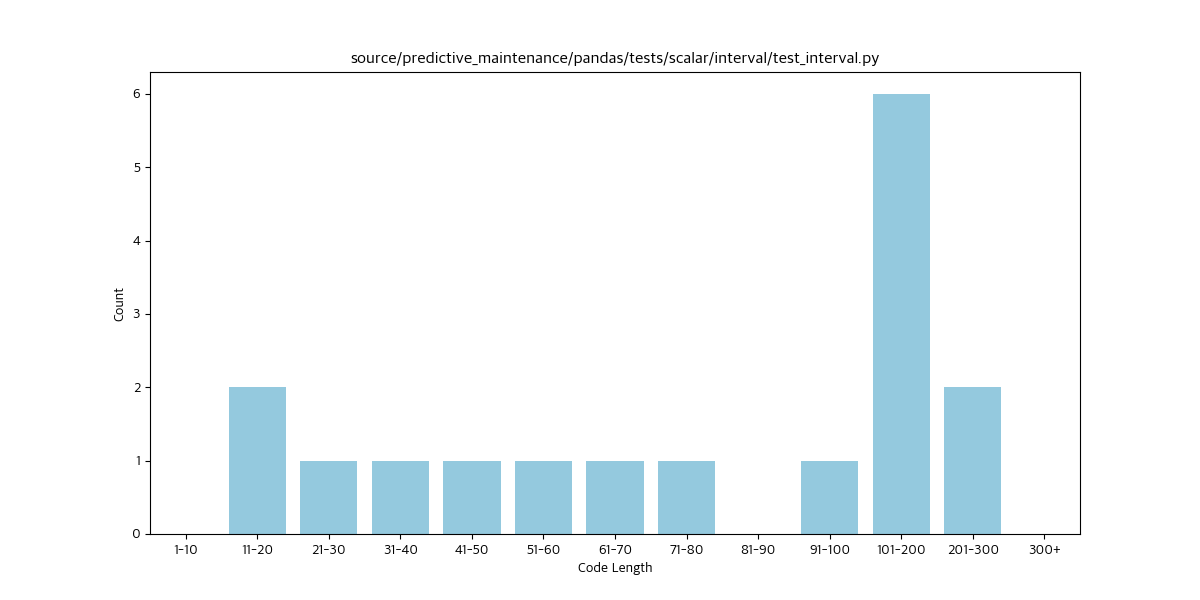 source/predictive_maintenance/pandas/tests/scalar/interval/test_interval.py
6
5
4
3
2
1
0
Count
1-10 11-20 21-30 31-40 41-50 51-60 61-70 71-80 81-90 91-100 101-200 201-300 300+
Code Length